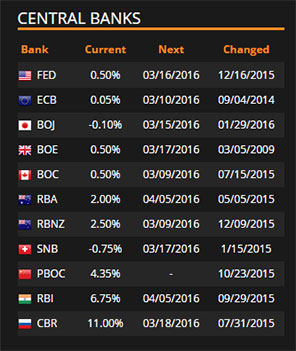 CENTRAL BANKS
Bank Current Next Changed
FED 0.50% 03/16/2016 12/16/2015
ECB 0.05% 03/10/2016 09/04/2014
BOJ -0.10% 03/15/2016 01/29/2016
BOE 0.50% 03/17/2016 03/05/2009
BOC 0.50% 03/09/2016 07/15/2015
RBA 2.00% 04/05/2016 05/05/2015
RBNZ 2.50% 03/09/2016 12/09/2015
SNB -0.75% 03/17/2016 1/15/2015
PBOC 4.35% - 10/23/2015
RBI 6.75% 04/05/2016 09/29/2015
CBR 11.00% 03/18/2016 07/31/2015